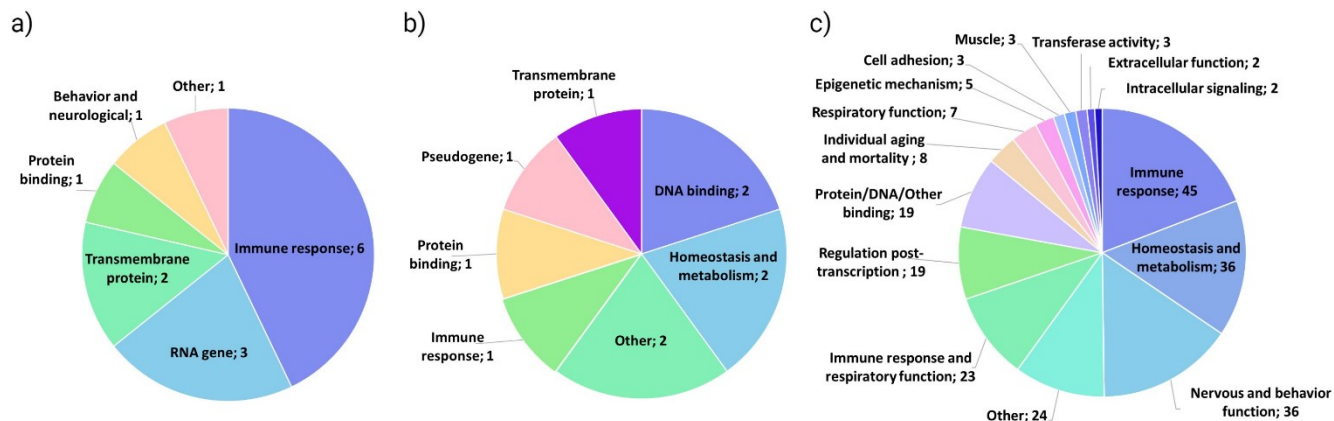 a)
Other; 1
Behavior and
neurological; 1
Protein
binding; 1
Transmembrane
protein; 2
RNA gene; 3
Immune response; 6
b)
Transmembrane
protein; 1
Pseudogene; 1
Protein
binding; 1
Immune
response; 1
Other; 2
Homeostasis
and metabolism; 2
DNA binding; 2
c)
Muscle; 3
Transferase activity; 3
Cell adhesion; 3
Extracellular function; 2
Epigenetic mechanism; 5
Intracellular signaling; 2
Respiratory function; 7
Individual aging
and mortality ; 8
Protein/DNA/Other
binding; 19
Regulation post-
transcription ; 19
Immune response and
respiratory function; 23
Other; 24
Nervous and behavior
function; 36
Homeostasis and
metabolism; 36
Immune
response; 45